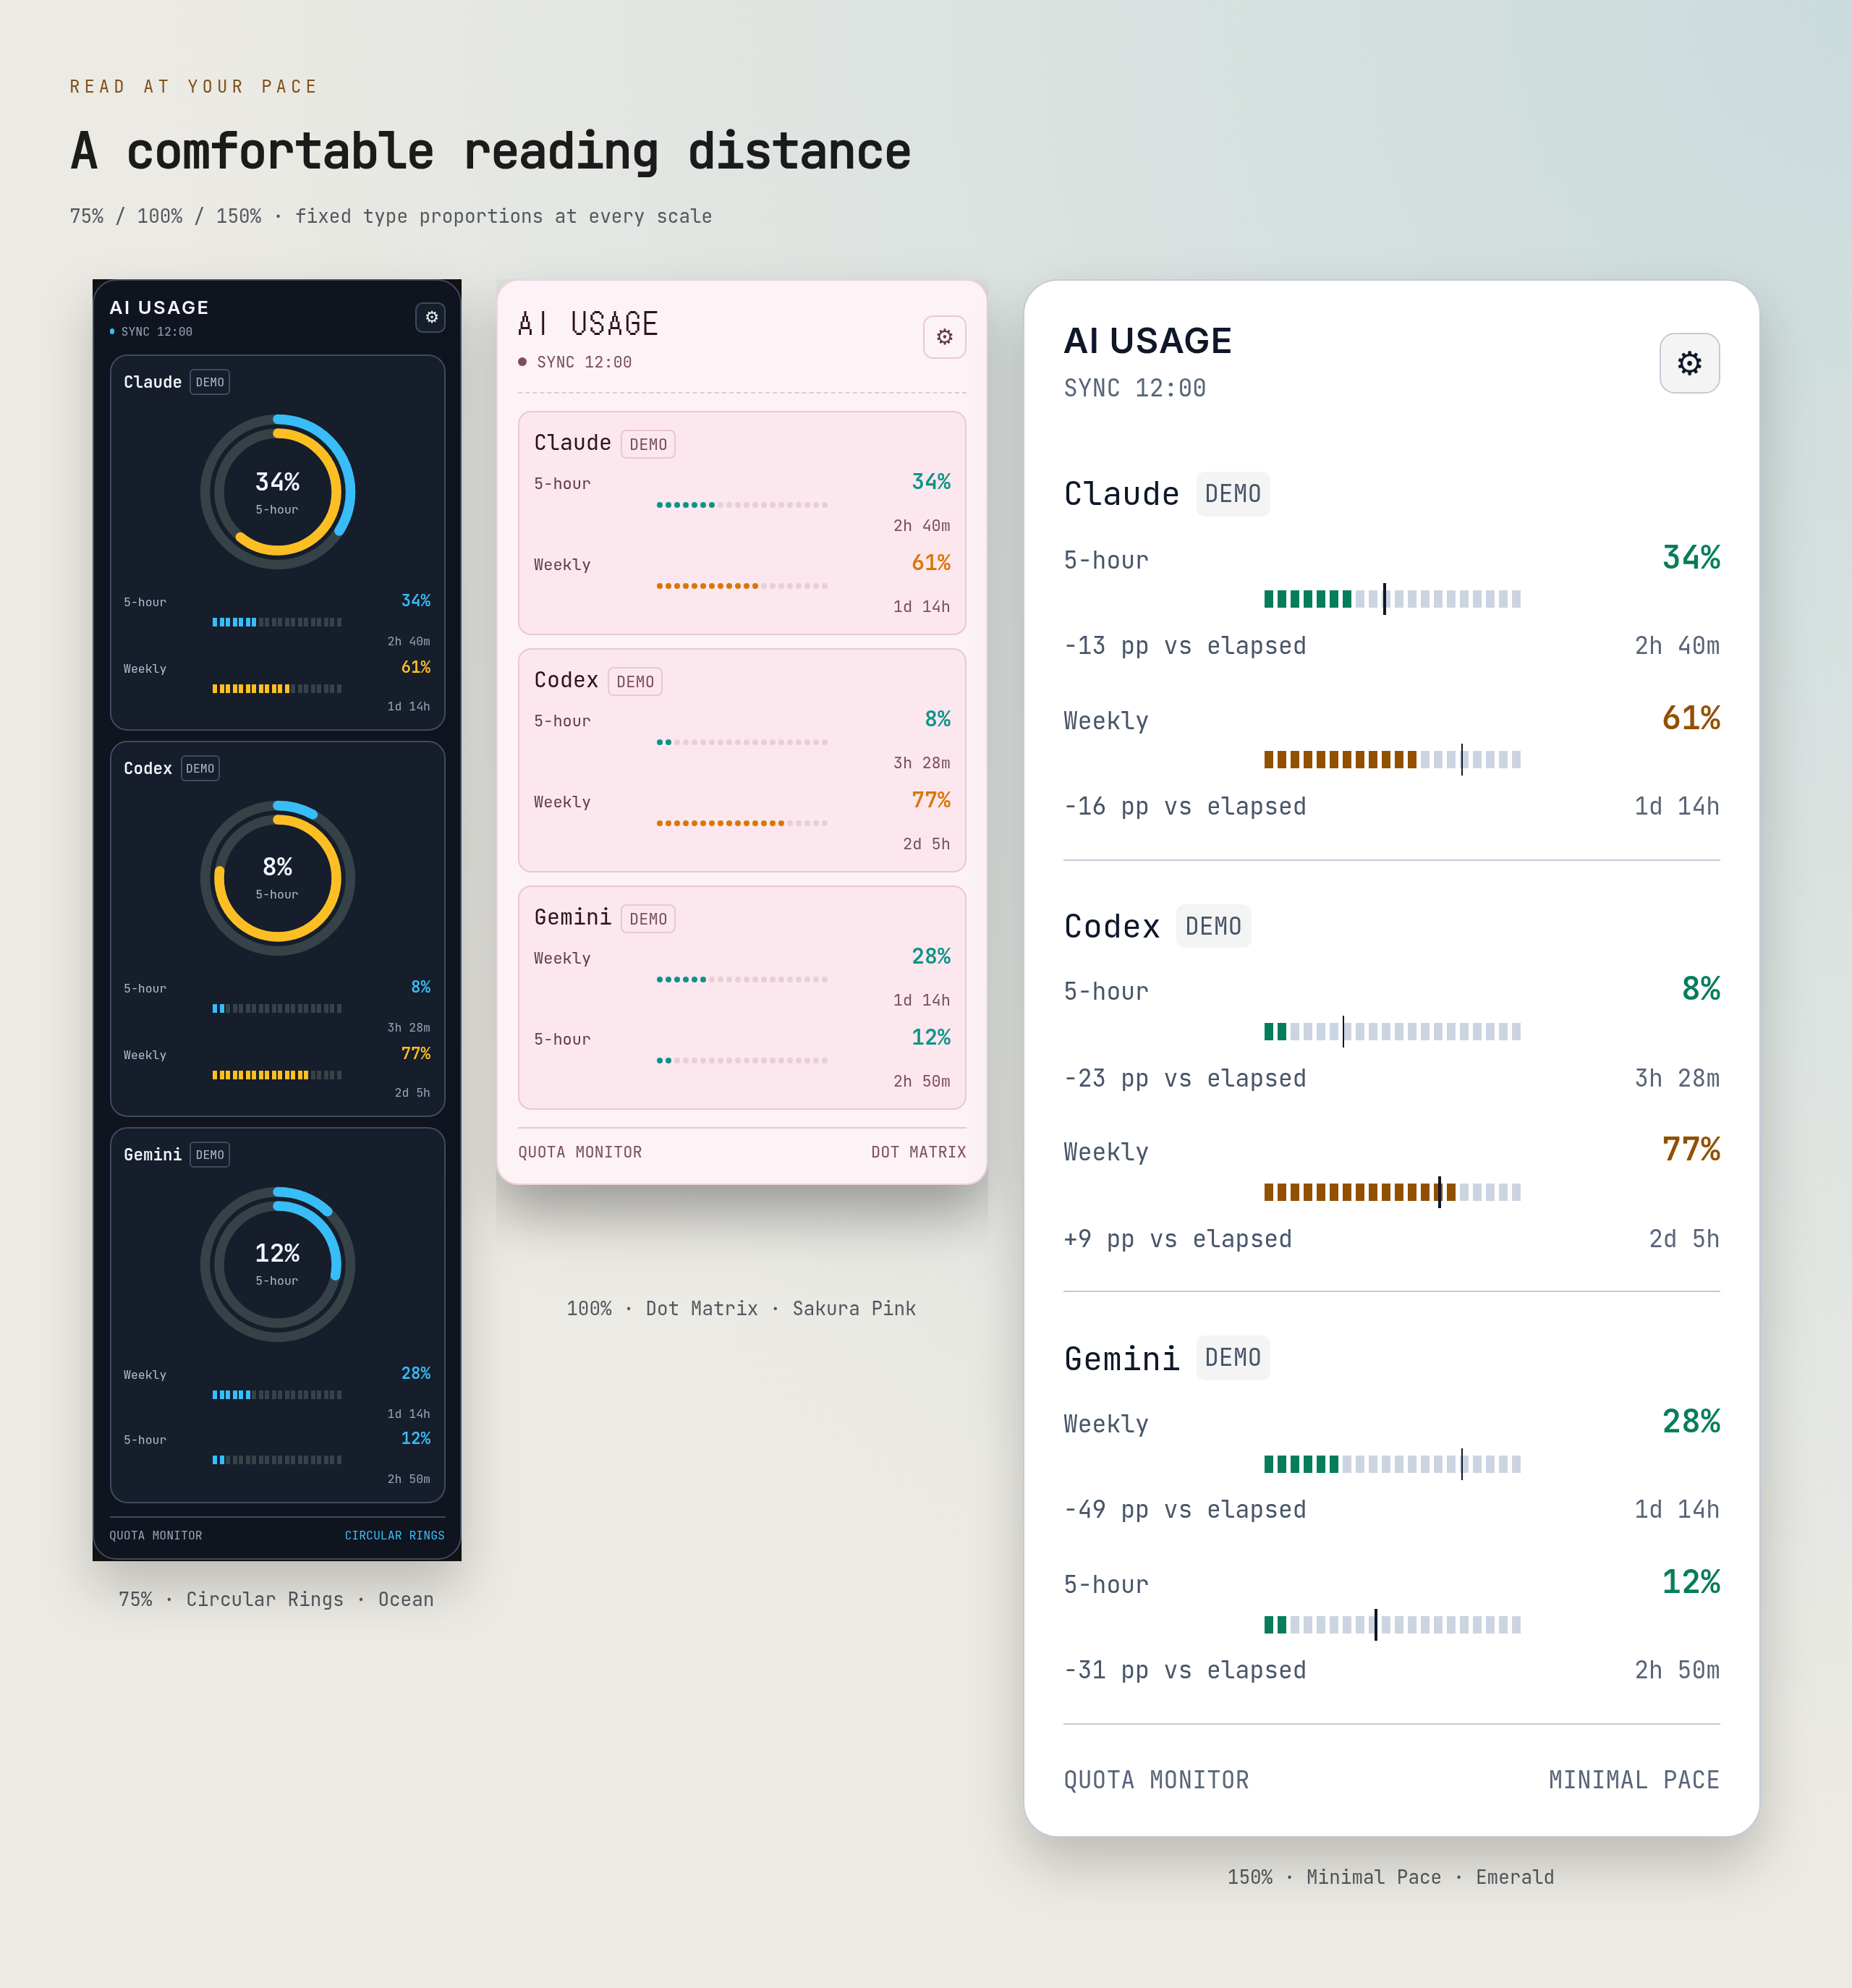 READ AT YOUR PACE
A comfortable reading distance
75% / 100% / 150% · fixed type proportions at every scale
AI USAGE
SYNC 12:00
Claude DEMO
34%
5-hour
5-hour 34%
2h 40m
Weekly 61%
1d 14h
Codex DEMO
8%
5-hour
5-hour 8%
3h 28m
Weekly 77%
2d 5h
Gemini DEMO
12%
5-hour
Weekly 28%
1d 14h
5-hour 12%
2h 50m
QUOTA MONITOR CIRCULAR RINGS
75% · Circular Rings · Ocean
AI USAGE
SYNC 12:00
Claude DEMO
5-hour 34%
2h 40m
Weekly 61%
1d 14h
Codex DEMO
5-hour 8%
3h 28m
Weekly 77%
2d 5h
Gemini DEMO
Weekly 28%
1d 14h
5-hour 12%
2h 50m
QUOTA MONITOR DOT MATRIX
100% · Dot Matrix · Sakura Pink
AI USAGE
SYNC 12:00
Claude DEMO
5-hour 34%
-13 pp vs elapsed 2h 40m
Weekly 61%
-16 pp vs elapsed 1d 14h
Codex DEMO
5-hour 8%
-23 pp vs elapsed 3h 28m
Weekly 77%
+9 pp vs elapsed 2d 5h
Gemini DEMO
Weekly 28%
-49 pp vs elapsed 1d 14h
5-hour 12%
-31 pp vs elapsed 2h 50m
QUOTA MONITOR MINIMAL PACE
150% · Minimal Pace · Emerald